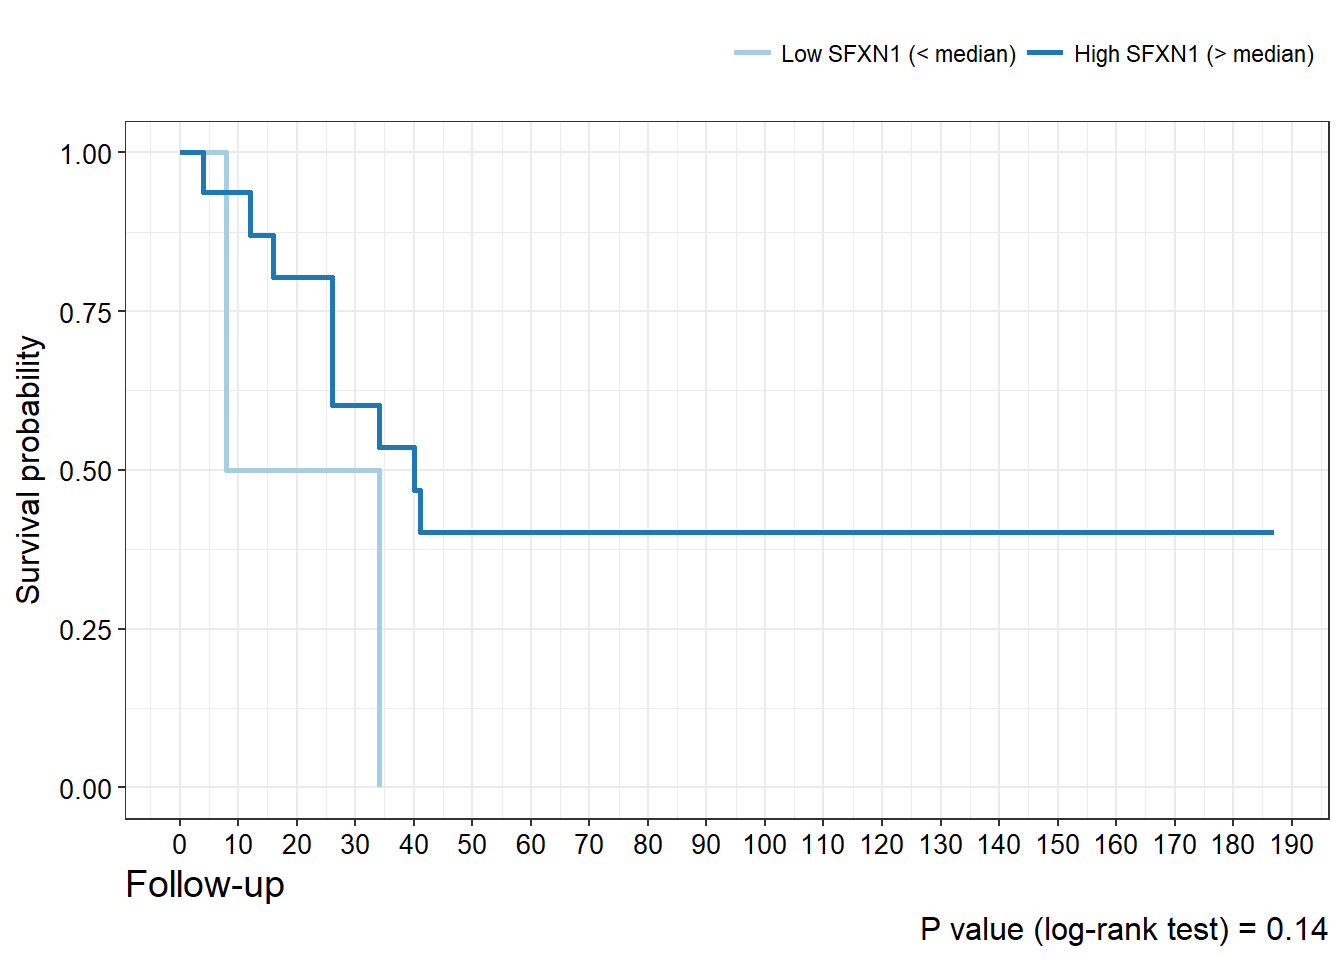 Low SFXN1 (< median) High SFXN1 (> median)
1.00
0.75
0.50
0.25
0.00
Survival probability
0 10 20 30 40 50 60 70 80 90 100 110 120 130 140 150 160 170 180 190
Follow-up
P value (log-rank test) = 0.14